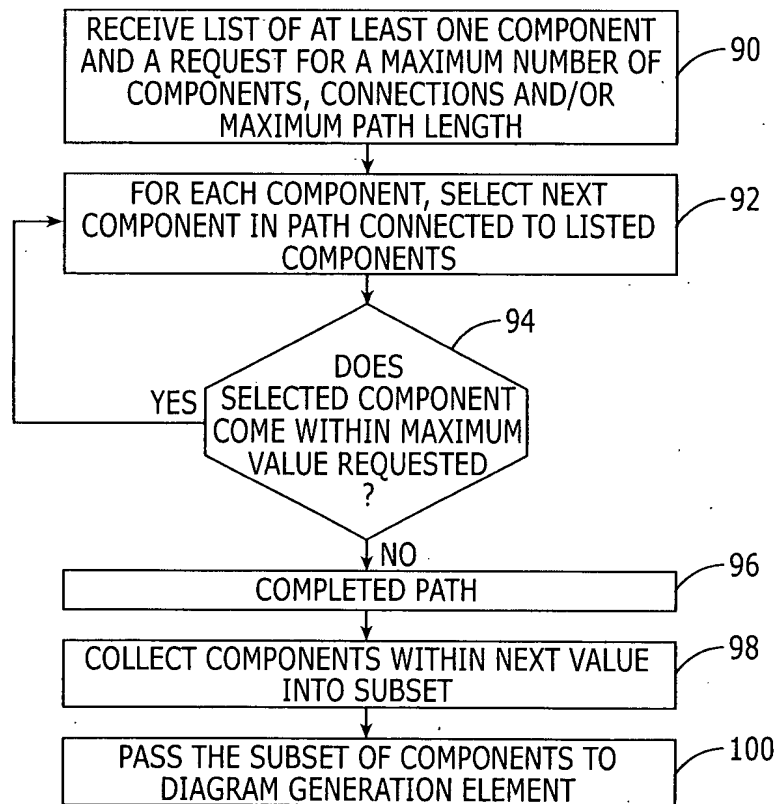 RECEIVE LIST OF AT LEAST ONE COMPONENT
AND A REQUEST FOR A MAXIMUM NUMBER OF
COMPONENTS, CONNECTIONS AND/OR
MAXIMUM PATH LENGTH
90
FOR EACH COMPONENT, SELECT NEXT
COMPONENT IN PATH CONNECTED TO LISTED
COMPONENTS
92
94
DOES
SELECTED COMPONENT
COME WITHIN MAXIMUM
VALUE REQUESTED
?
YES
NO
COMPLETED PATH
96
COLLECT COMPONENTS WITHIN NEXT VALUE
INTO SUBSET
98
PASS THE SUBSET OF COMPONENTS TO
DIAGRAM GENERATION ELEMENT
100